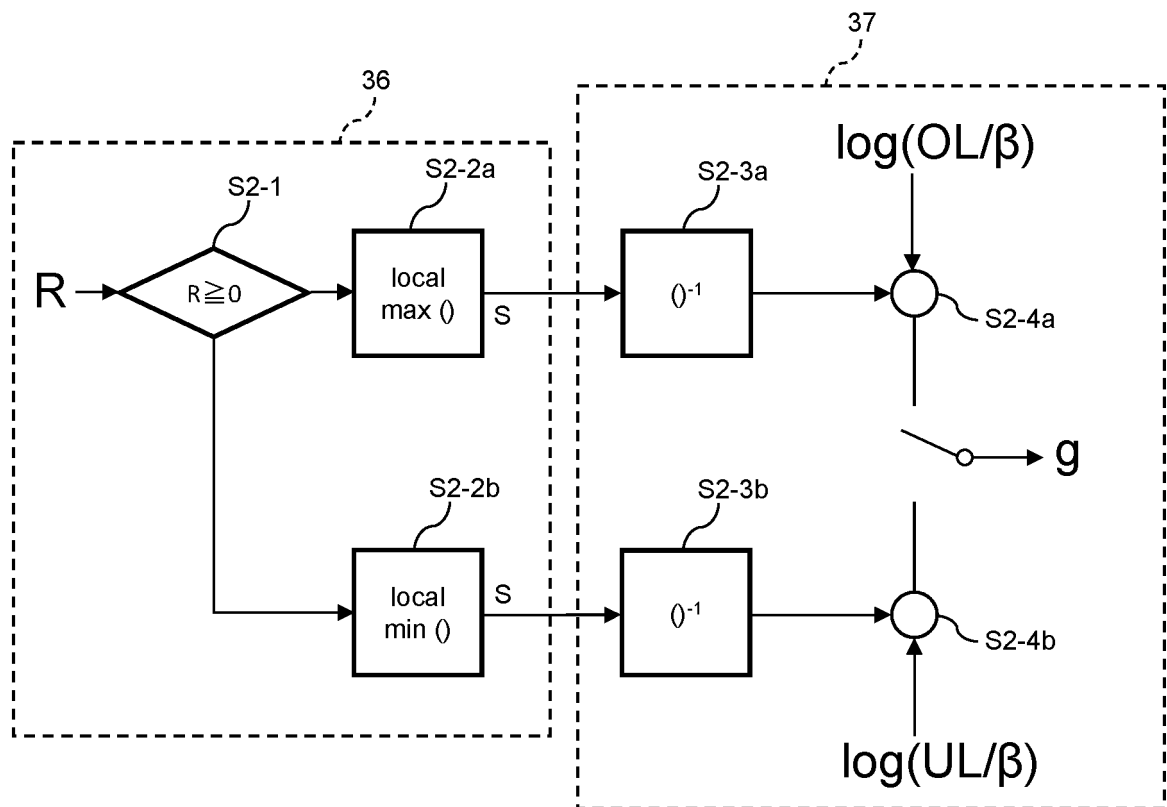 37
36
log(OL/β)
S2-1
S2-2a
S2-3a
R
R≧0
local
max ()
S
()-1
S2-4a
g
S2-2b
S2-3b
local
min ()
S
()-1
S2-4b
log(UL/β)